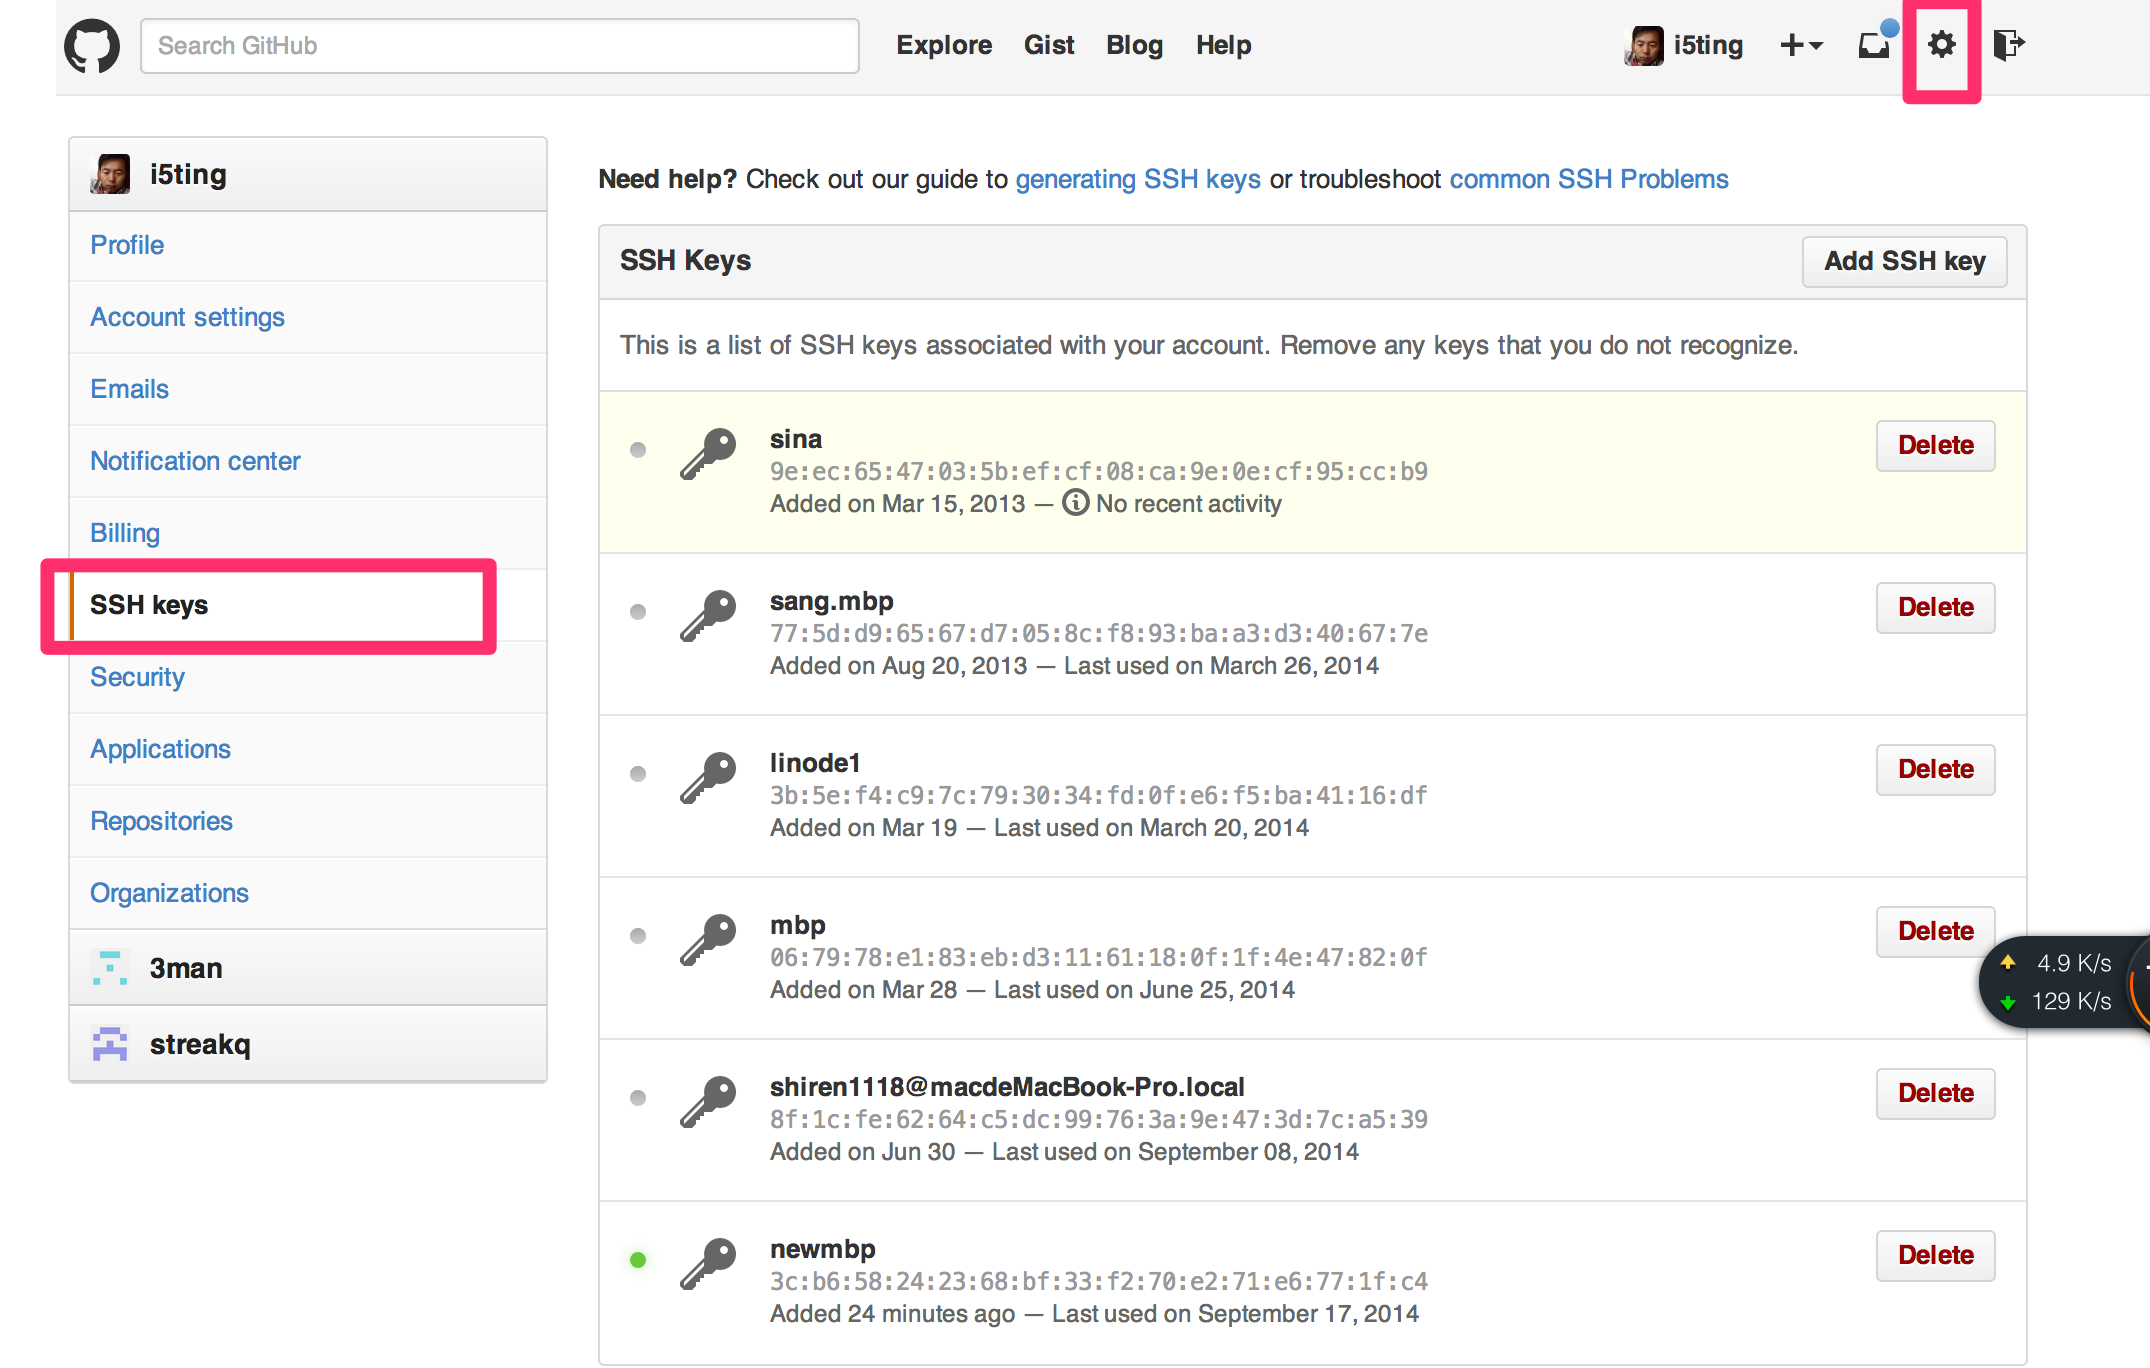 Search GitHub
Explore Gist Blog Help
i5ting
i5ting
Profile
Account settings
Emails
Notification center
Billing
SSH keys
Security
Applications
Repositories
Organizations
3man
streakq
Need help? Check out our guide to generating SSH keys or troubleshoot common SSH Problems
SSH Keys
Add SSH key
This is a list of SSH keys associated with your account. Remove any keys that you do not recognize.
sina
9e:ec:65:47:03:5b:ef:cf:08:ca:9e:0e:cf:95:cc:b9
Added on Mar 15, 2013 — No recent activity
Delete
sang.mbp
77:5d:d9:65:67:d7:05:8c:f8:93:ba:a3:d3:40:67:7e
Added on Aug 20, 2013 — Last used on March 26, 2014
Delete
linode1
3b:5e:f4:c9:7c:79:30:34:fd:0f:e6:f5:ba:41:16:df
Added on Mar 19 — Last used on March 20, 2014
Delete
mbp
06:79:78:e1:83:eb:d3:11:61:18:0f:1f:4e:47:82:0f
Added on Mar 28 — Last used on June 25, 2014
Delete
4.9 K/s
129 K/s
shiren1118@macdeMacBook-Pro.local
8f:1c:fe:62:64:c5:dc:99:76:3a:9e:47:3d:7c:a5:39
Added on Jun 30 — Last used on September 08, 2014
Delete
newmbp
3c:b6:58:24:23:68:bf:33:f2:70:e2:71:e6:77:1f:c4
Added 24 minutes ago — Last used on September 17, 2014
Delete